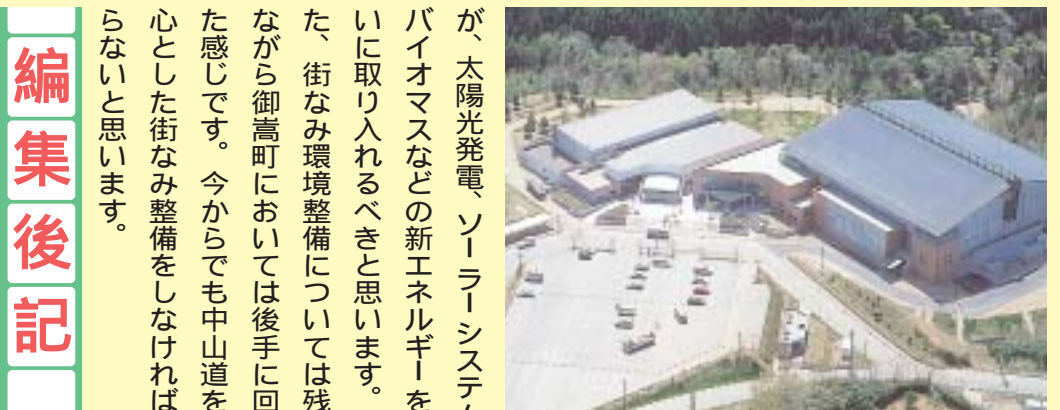 が、太陽光発電、ソーラーシステ
バイオマスなどの新エネルギーを
いに取り入れるべきと思います。
た、街なみ環境整備については残
ながら御嵩町においては後手に回
た感じです。今からでも中山道を
心とした街なみ整備をしなければ
らないと思います。
編集後記